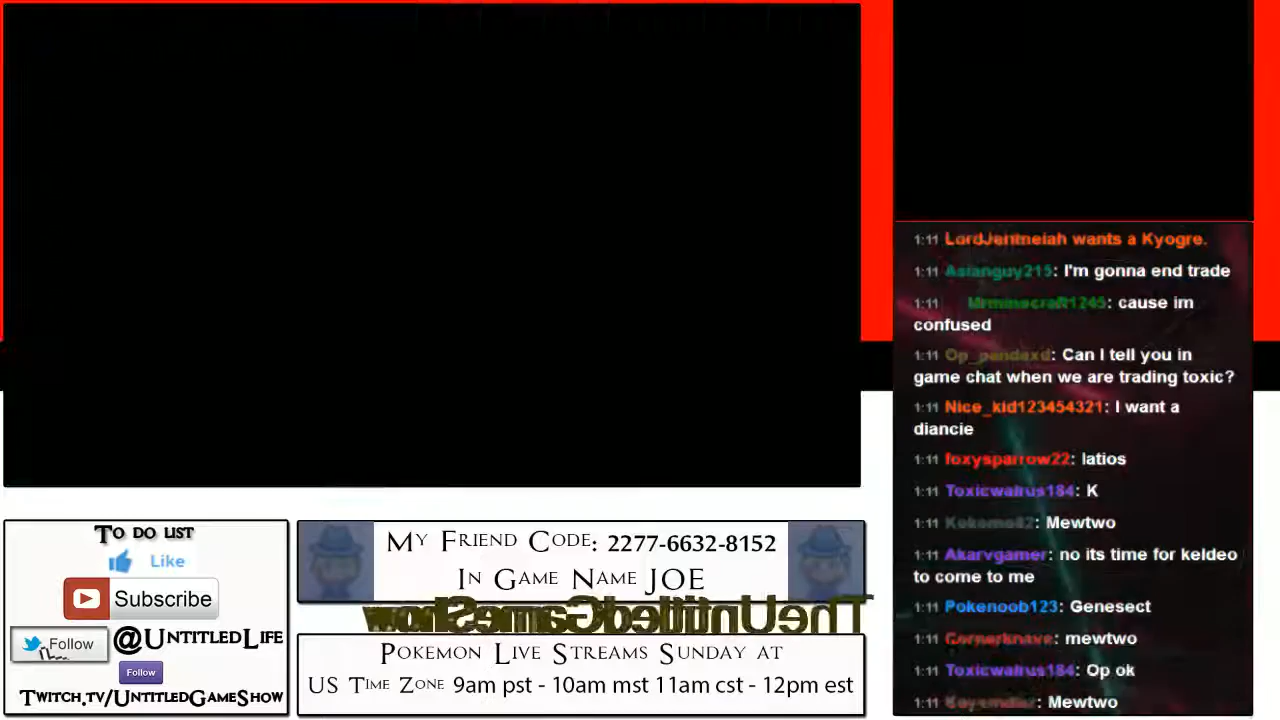 1:11 LordJentmeiah wants a Kyogre.
1:11 Asianguy215: I'm gonna end trade
1:11 Mrminecraft1245: cause im
confused
1:11 Op_pandaxd: Can I tell you in
game chat when we are trading toxic?
1:11 Nice_kid123454321: I want a
diancie
1:11 foxysparrow22: latios
1:11 Toxicwalrus184: K
1:11 Mewtwo
1:11 Akarvgamer: no its time for keldeo
to come to me
1:11 Pokenoob123: Genesect
1:11 Cornerknave: mewtwo
1:11 Toxicwalrus184: Op ok
1:11 Mewtwo
To do list
Like
Subscribe
Follow @UntitledLife
Follow
Twitch.tv/UntitledGameShow
My Friend Code: 2277-6632-8152
In Game Name JOE
TheUntitledGameShow
Pokemon Live Streams Sunday at
US Time Zone 9am pst - 10am mst 11am cst - 12pm est